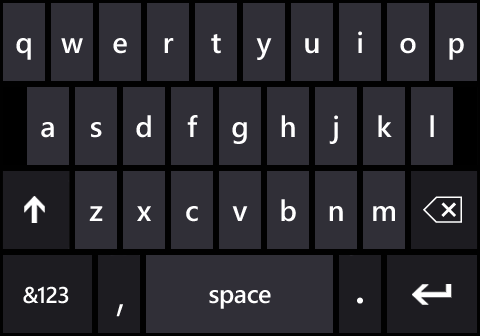 q w e r t y u i o p
a s d f g h j k l
z x c v b n m
&123 , space .